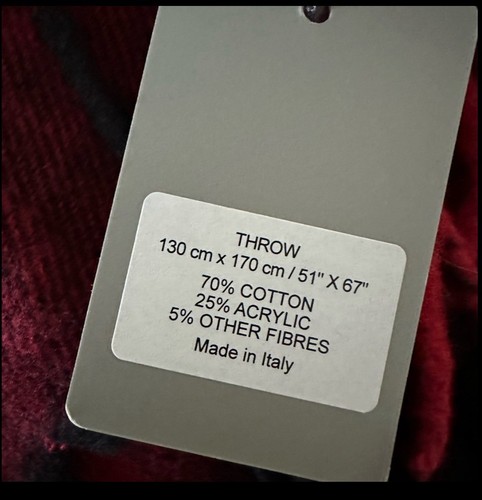 THROW
130 cm x 170 cm / 51" X 67"
70% COTTON
25% ACRYLIC
5% OTHER FIBRES
Made in Italy